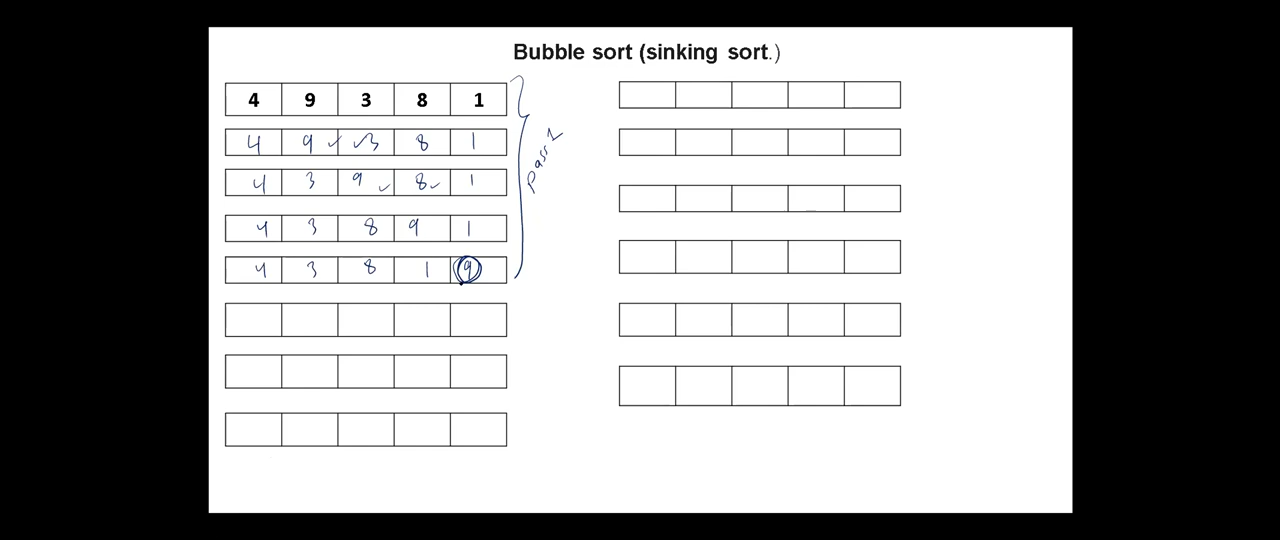 Bubble sort (sinking sort.)
4 9 3 8 1
4 9 3 8 1
4 3 9 8 1
4 3 8 9 1
4 3 8 1 9
Pass 1